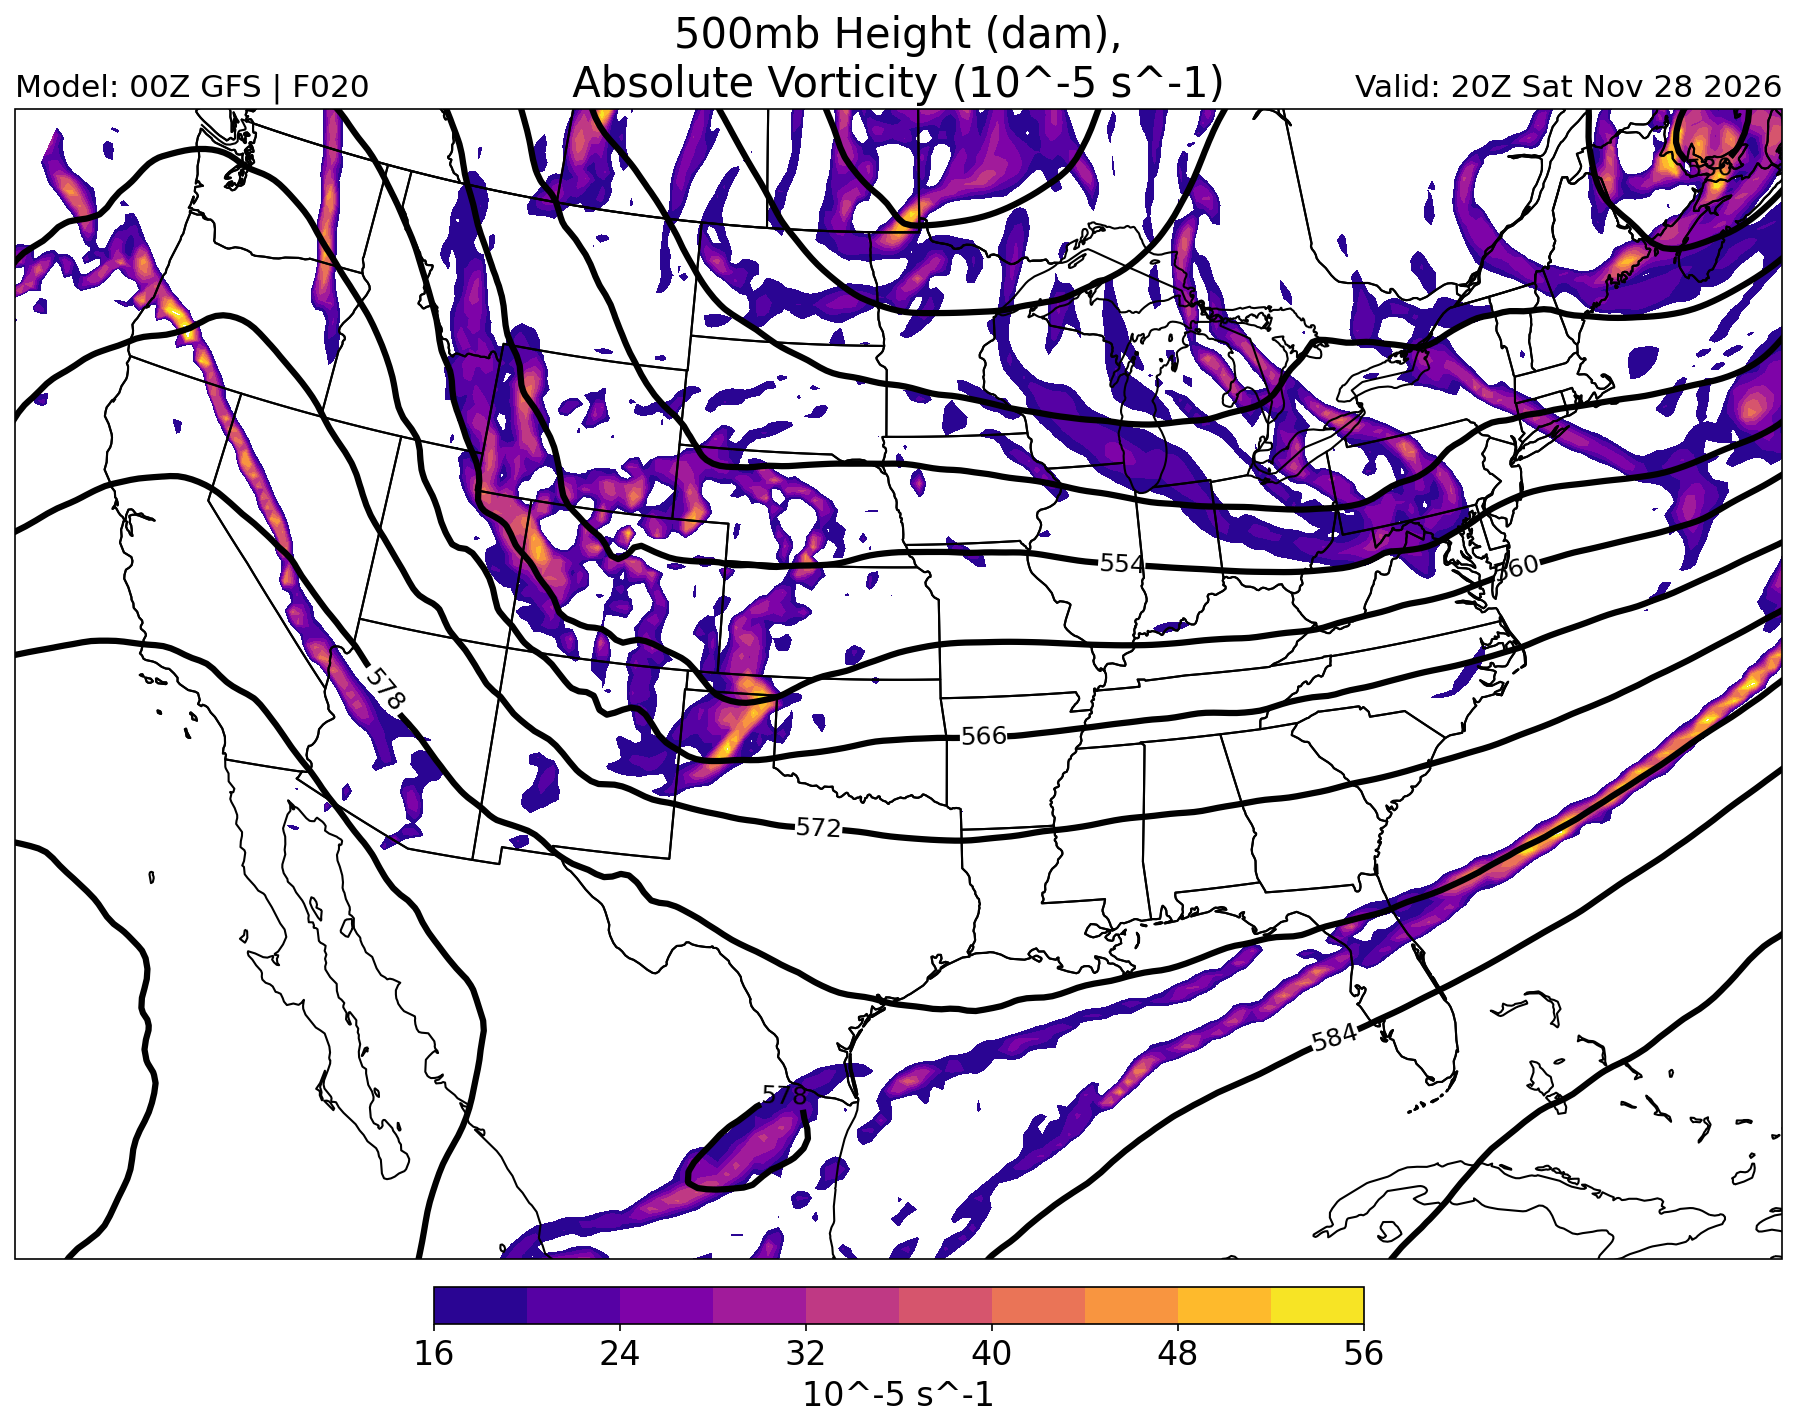 500mb Height (dam),
Model: 00Z GFS | F020
Absolute Vorticity (10^-5 s^-1)
Valid: 20Z Sat Nov 28 2026
554
560
578
566
572
584
578
16
24
32
40
48
56
10^-5 s^-1